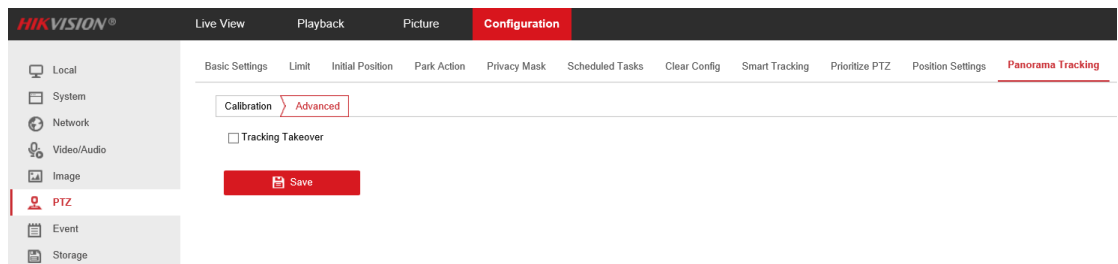 HIKVISION® Live View Playback Picture Configuration
Local
System
Network
Video/Audio
Image
PTZ
Event
Storage
Basic Settings Limit Initial Position Park Action Privacy Mask Scheduled Tasks Clear Config Smart Tracking Prioritize PTZ Position Settings Panorama Tracking
Calibration Advanced
Tracking Takeover
Save